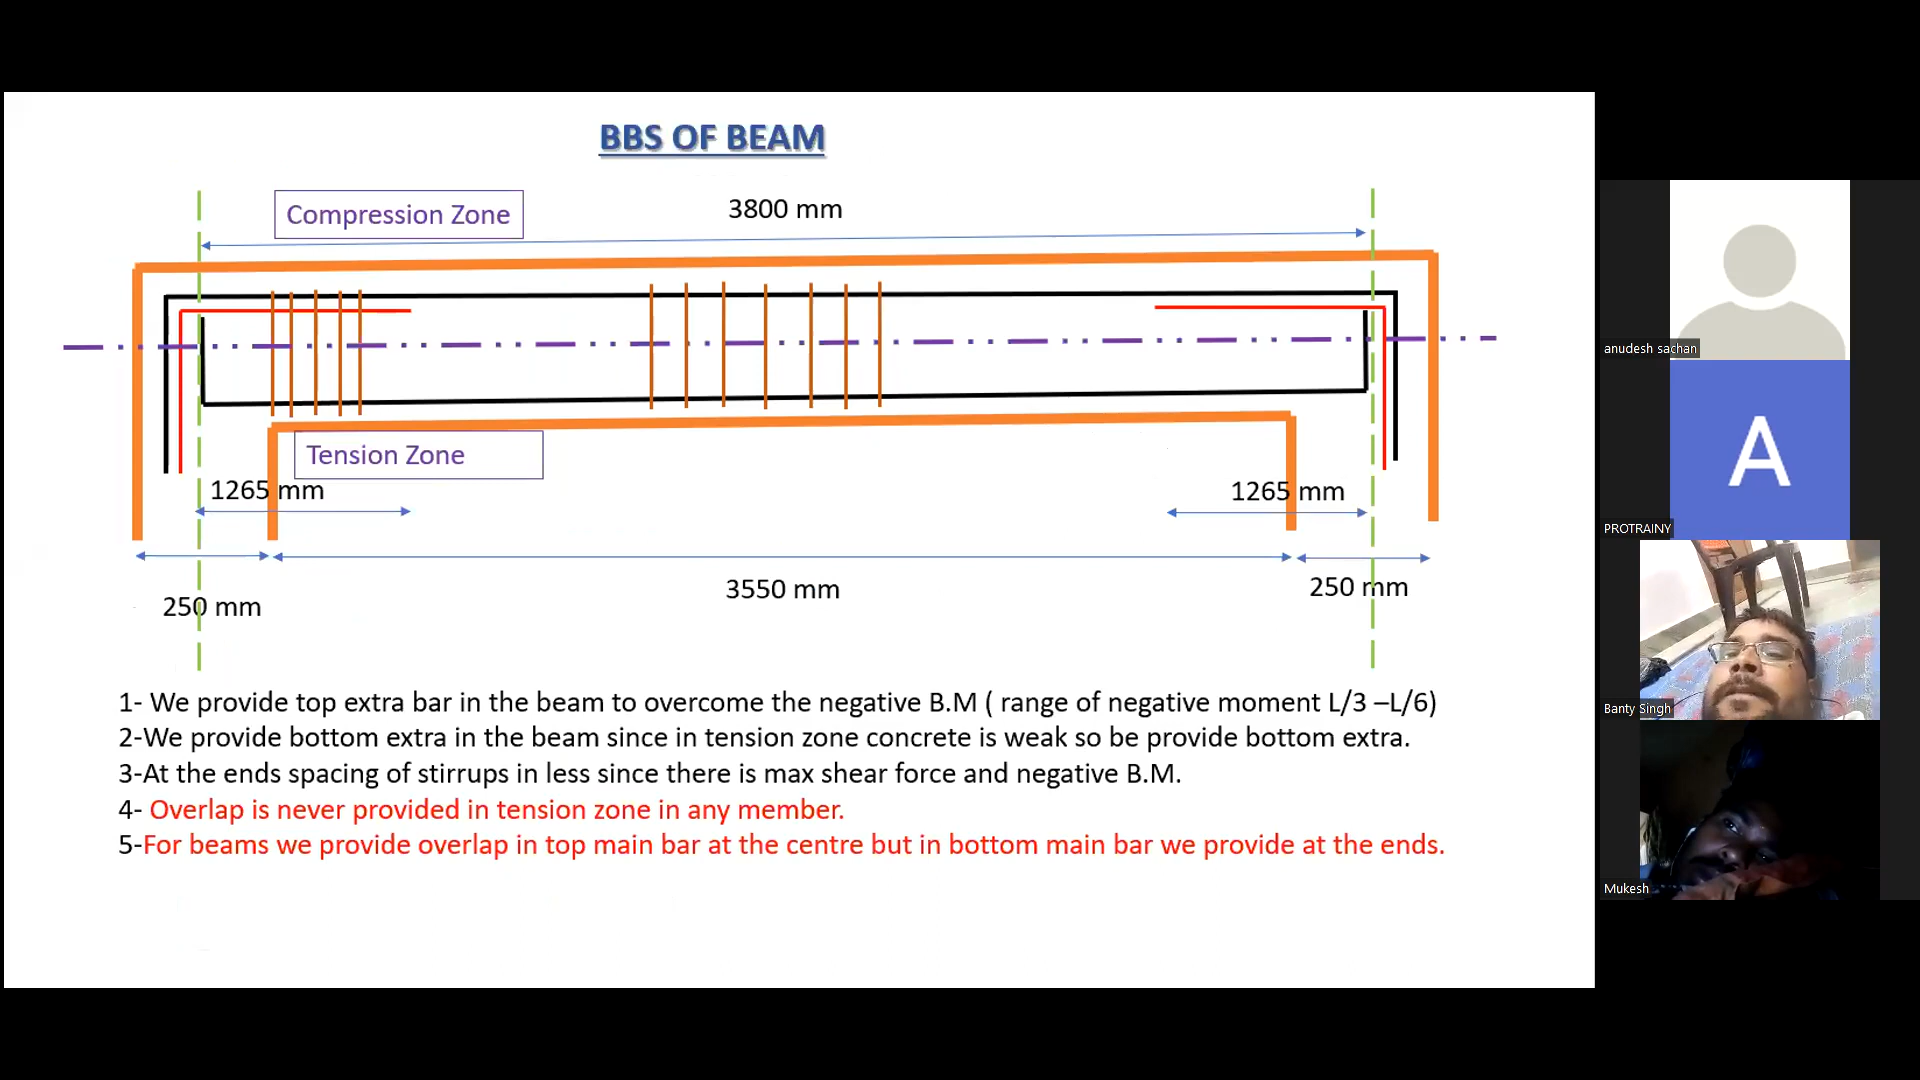 BBS OF BEAM
Compression Zone
3800 mm
Tension Zone
1265 mm
1265 mm
250 mm
3550 mm
250 mm
1- We provide top extra bar in the beam to overcome the negative B.M ( range of negative moment L/3 –L/6)
2-We provide bottom extra in the beam since in tension zone concrete is weak so be provide bottom extra.
3-At the ends spacing of stirrups in less since there is max shear force and negative B.M.
4- Overlap is never provided in tension zone in any member.
5-For beams we provide overlap in top main bar at the centre but in bottom main bar we provide at the ends.
anudesh sachan
A
PROTRAINY
Banty Singh
Mukesh